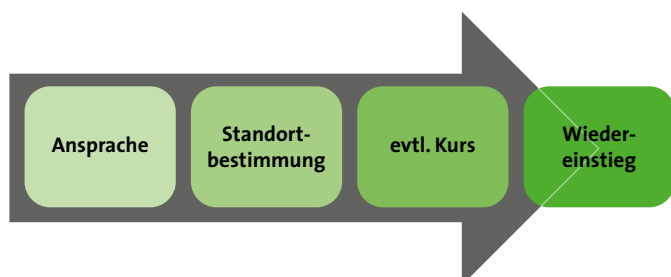 Ansprache
Standort-
bestimmung
evtl. Kurs
Wieder-
einstieg